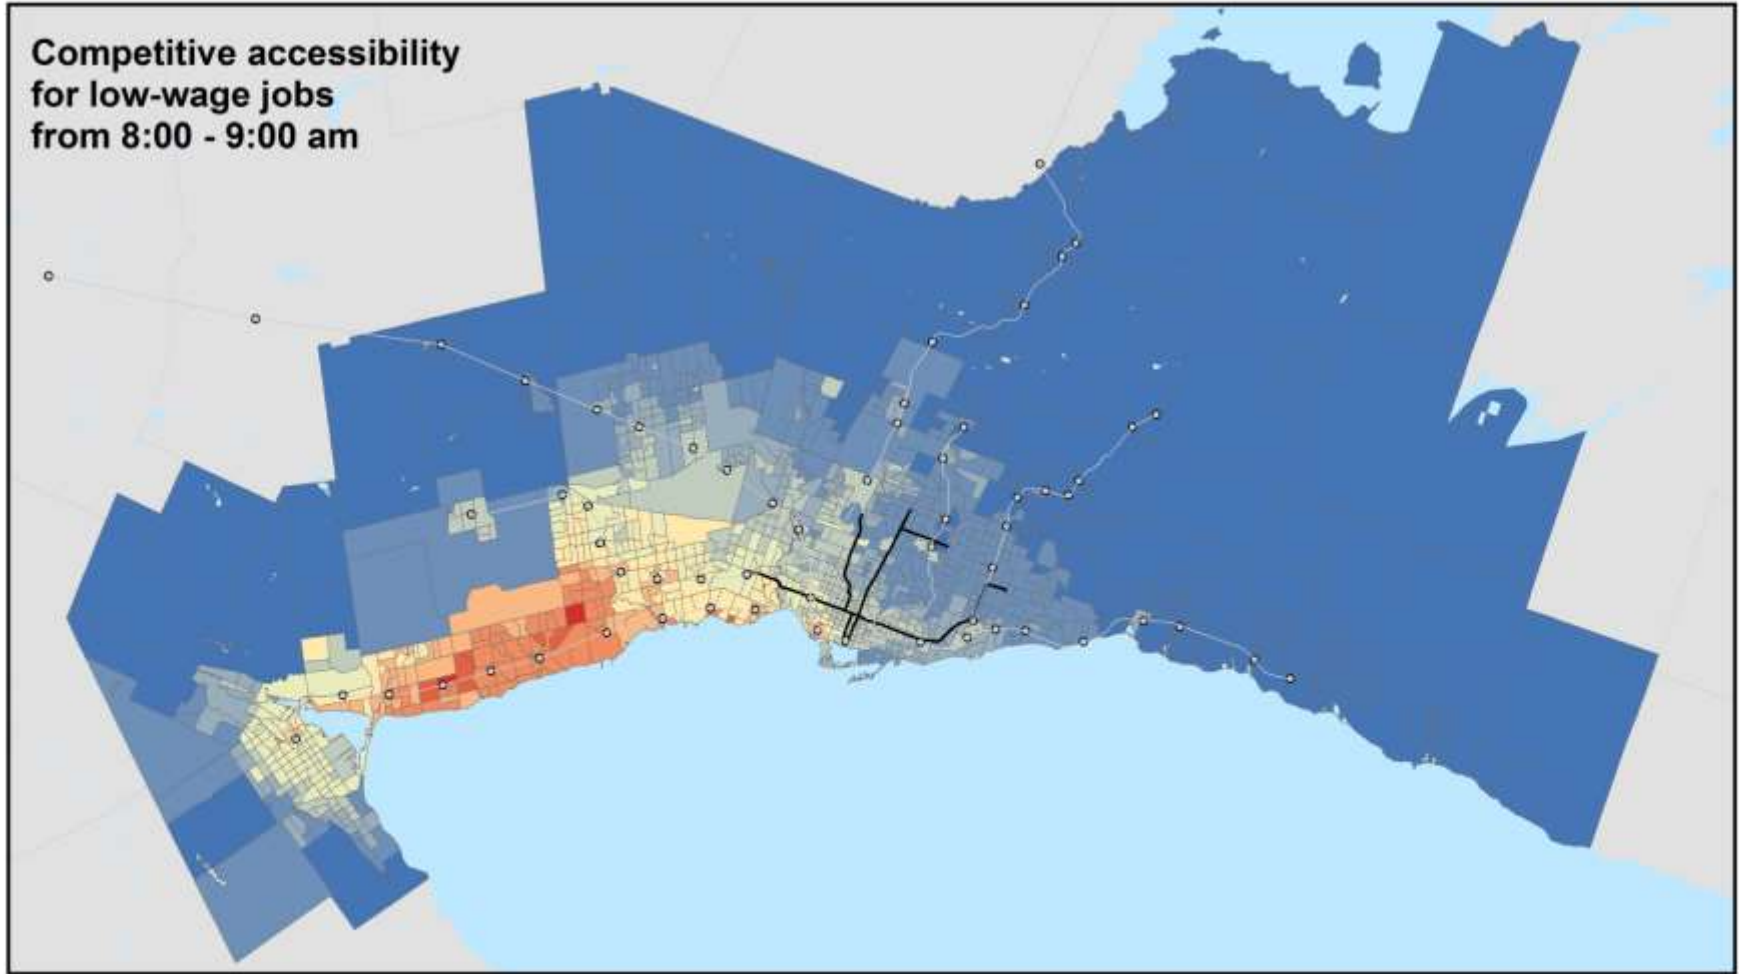 Competitive accessibility
for low-wage jobs
from 8:00 - 9:00 am